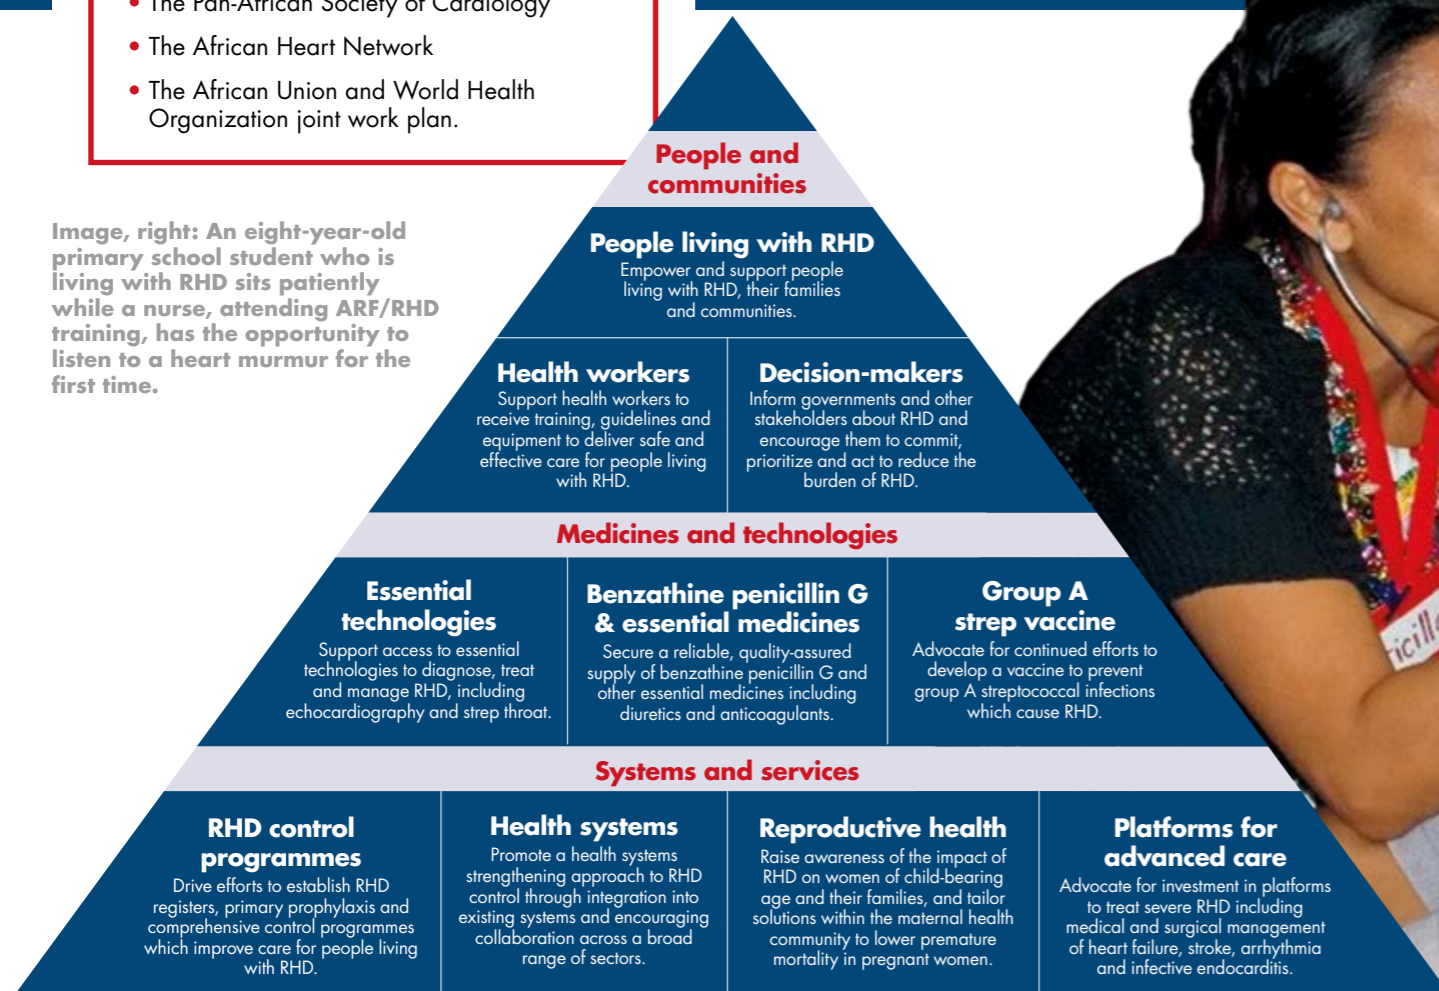 The Pan-African Society of Cardiology
• The African Heart Network
• The African Union and World Health
Organization joint work plan.
Image, right: An eight-year-old
primary school student who is
living with RHD sits patiently
while a nurse, attending ARF/RHD
training, has the opportunity to
listen to a heart murmur for the
first time.
People and
communities
People living with RHD
Empower and support people
living with RHD, their families
and communities.
Health workers
Support health workers to
receive training, guidelines and
equipment to deliver safe and
effective care for people living
with RHD.
Decision-makers
Inform governments and other
stakeholders about RHD and
encourage them to commit,
prioritize and act to reduce the
burden of RHD.
Medicines and technologies
Essential
technologies
Support access to essential
technologies to diagnose, treat
and manage RHD, including
echocardiography and strep throat.
Benzathine penicillin G
& essential medicines
Secure a reliable, quality-assured
supply of benzathine penicillin G and
other essential medicines including
diuretics and anticoagulants.
Group A
strep vaccine
Advocate for continued efforts to
develop a vaccine to prevent
group A streptococcal infections
which cause RHD.
Systems and services
RHD control
programmes
Drive efforts to establish RHD
registers, primary prophylaxis and
comprehensive control programmes
which improve care for people living
with RHD.
Health systems
Promote a health systems
strengthening approach to RHD
control through integration into
existing systems and encouraging
collaboration across a broad
range of sectors.
Reproductive health
Raise awareness of the impact of
RHD on women of child-bearing
age and their families, and tailor
solutions within the maternal health
community to lower premature
mortality in pregnant women.
Platforms for
advanced care
Advocate for investment in platforms
to treat severe RHD including
medical and surgical management
of heart failure, stroke, arrhythmia
and infective endocarditis.